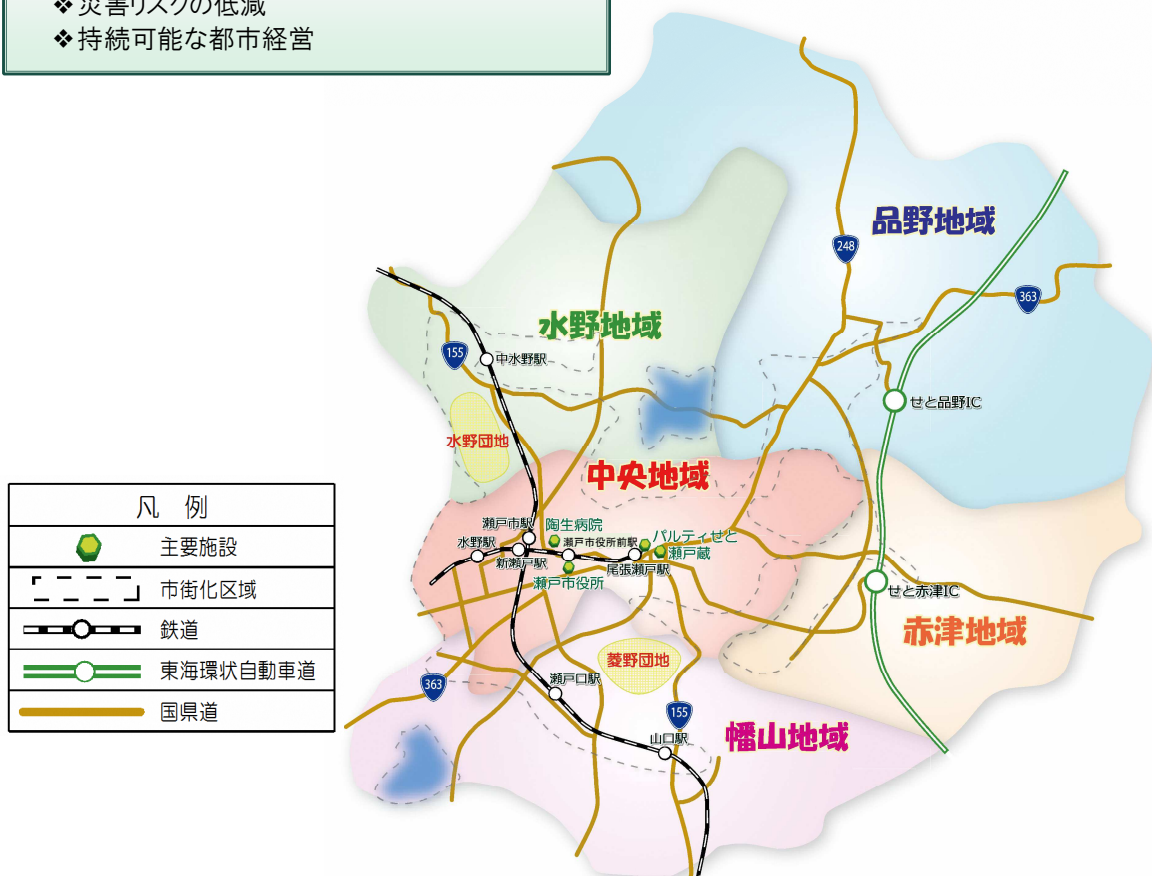 ❖災害リスクの低減
❖持続可能な都市経営
品野地域
248
363
水野地域
155
中水野駅
せと品野IC
水野団地
中央地域
凡 例
主要施設
市街化区域
鉄道
東海環状自動車道
国県道
瀬戸市駅
陶生病院
水野駅
瀬戸市役所前駅
パルティせと
瀬戸蔵
新瀬戸駅
尾張瀬戸駅
瀬戸市役所
せと赤津IC
赤津地域
菱野団地
瀬戸口駅
363
155
山口駅
幡山地域